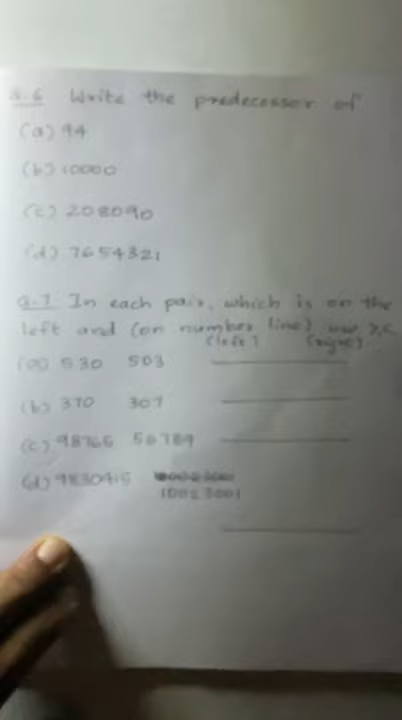 Q.6 Write the predecessor of
(a) 94
(b) 10000
(c) 208090
(d) 7654321
Q.7 In each pair, which is on the
left and (on number line) use >,<
(left) (right)
(a) 530 503
(b) 370 307
(c) 98765 56789
(d) 9830415
10023001